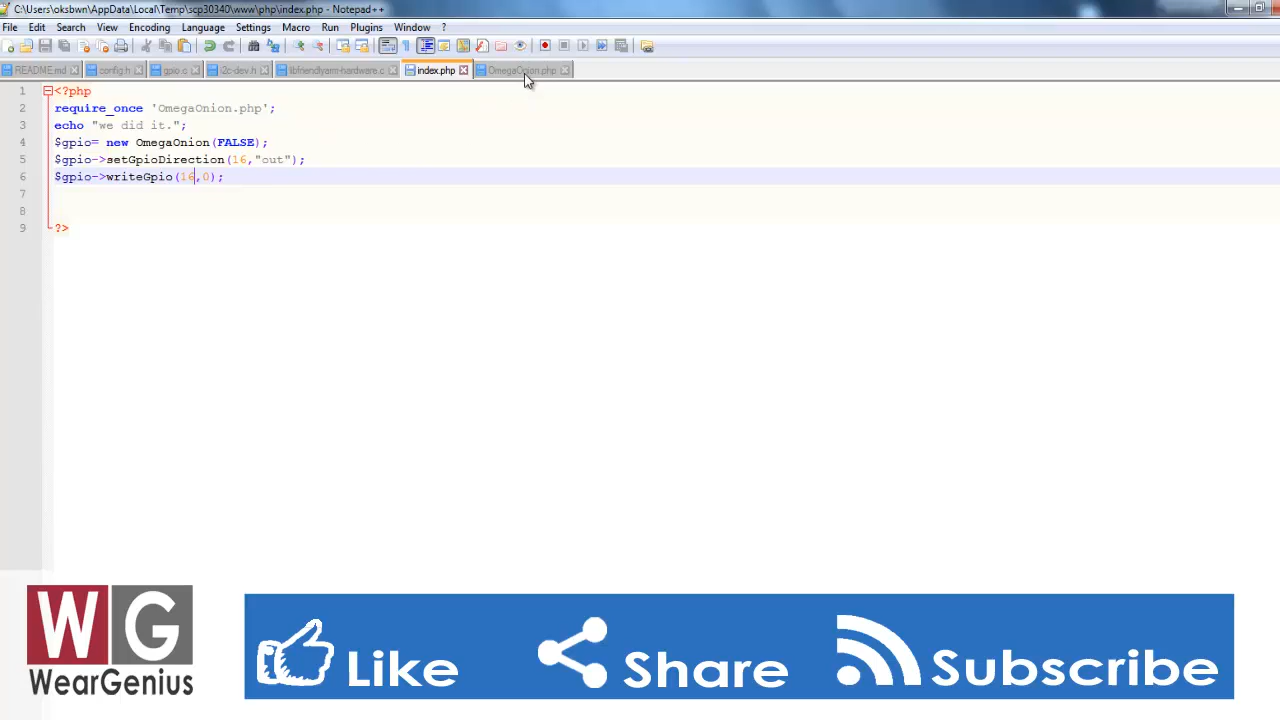 C:\Users\oksbwn\AppData\Local\Temp\scp30340\www\php\index.php - Notepad++
File Edit Search View Encoding Language Settings Macro Run Plugins Window ?
README.md config.h gpio.c i2c-dev.h libfriendlyarm-hardware.c index.php OmegaOnion.php
1 <?php
2 require_once 'OmegaOnion.php';
3 echo "we did it.";
4 $gpio= new OmegaOnion(FALSE);
5 $gpio->setGpioDirection(16,"out");
6 $gpio->writeGpio(16,0);
7
8
9 ?>
WG
WearGenius
Like Share Subscribe